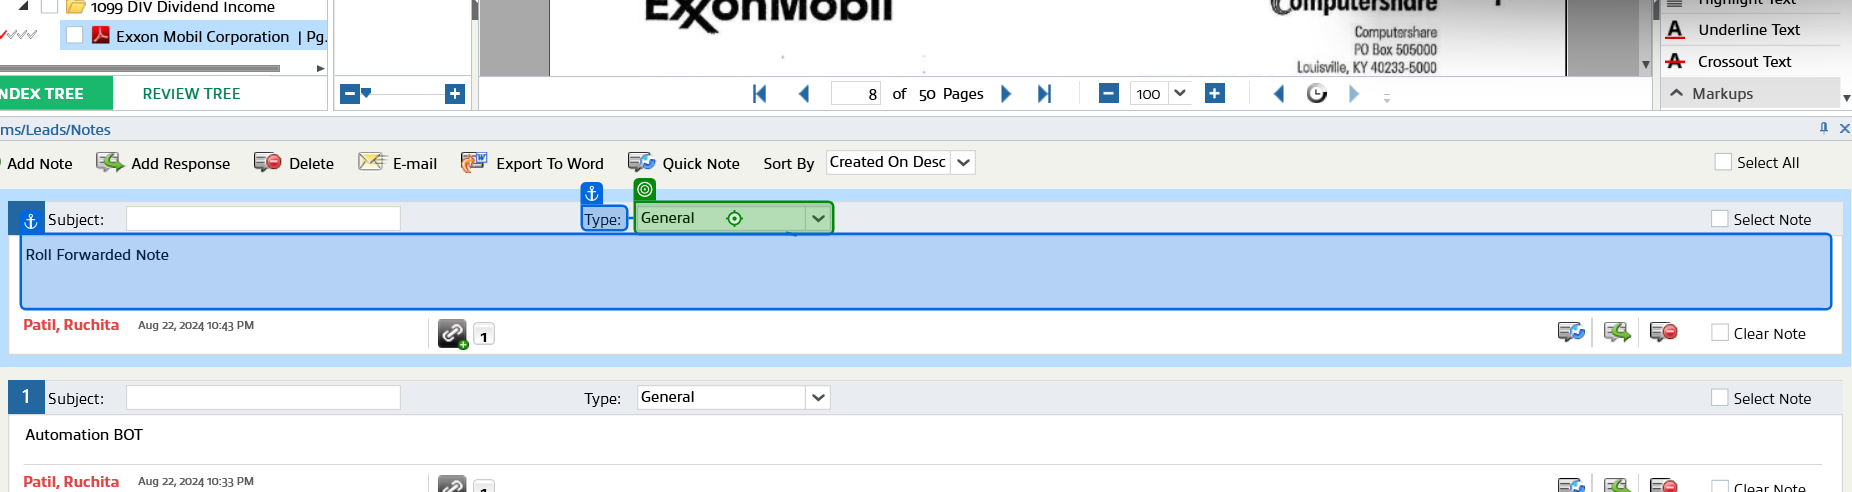 1099 DIV Dividend Income
Exxon Mobil Corporation | Pg.
NDEX TREE
REVIEW TREE
ExxonMobil
Computershare
Computershare
PO Box 505000
Louisville, KY 40233-5000
8 of 50 Pages
100
Highlight Text
Underline Text
Crossout Text
Markups
ms/Leads/Notes
Add Note
Add Response
Delete
E-mail
Export To Word
Quick Note
Sort By
Created On Desc
Select All
Subject:
Type:
General
Select Note
Roll Forwarded Note
Patil, Ruchita
Aug 22, 2024 10:43 PM
1
Clear Note
1
Subject:
Type:
General
Select Note
Automation BOT
Patil, Ruchita
Aug 22, 2024 10:33 PM
1
Clear Note